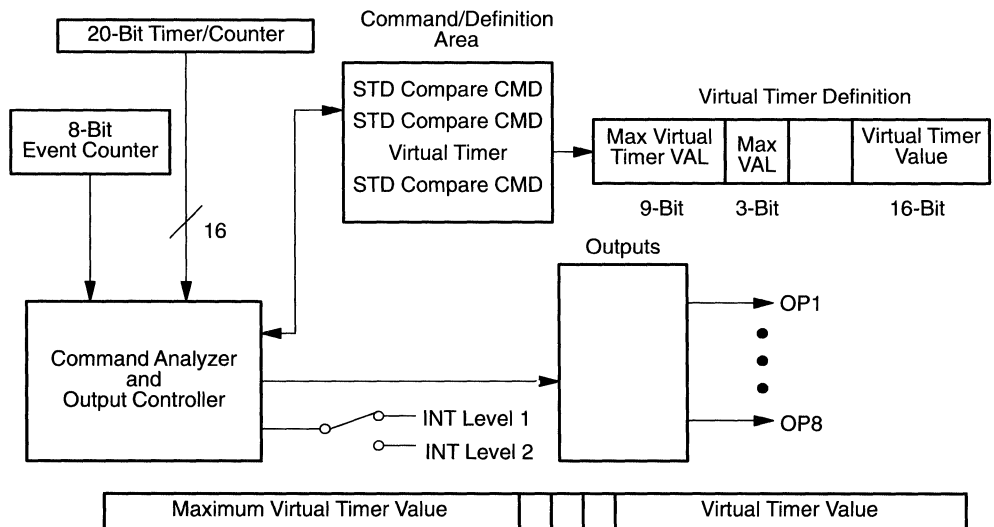 20-Bit Timer/Counter
Command/Definition
Area
8-Bit
Event Counter
STD Compare CMD
STD Compare CMD
Virtual Timer
STD Compare CMD
Virtual Timer Definition
Max Virtual
Timer VAL
Max
VAL
Virtual Timer
Value
9-Bit
3-Bit
16-Bit
16
Outputs
OP1
OP8
Command Analyzer
and
Output Controller
INT Level 1
INT Level 2
Maximum Virtual Timer Value
Virtual Timer Value